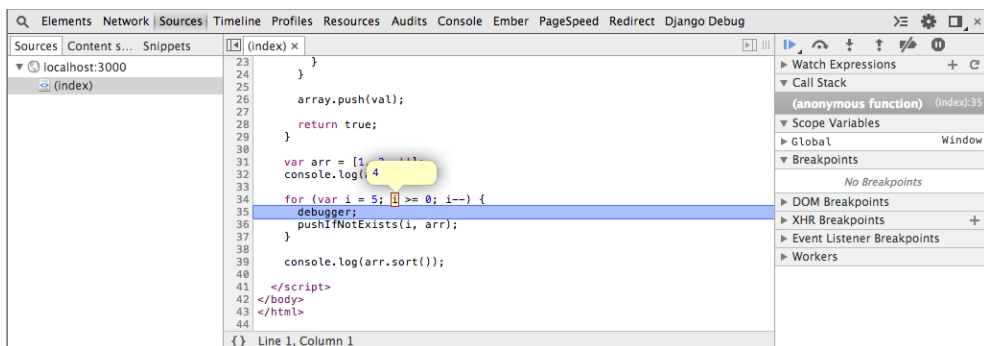 Elements Network Sources Timeline Profiles Resources Audits Console Ember PageSpeed Redirect Django Debug
Sources Content s... Snippets
(index) ×
localhost:3000
(index)
23 }
24 }
25
26 array.push(val);
27
28 return true;
29 }
30
31 var arr = [1,
32 console.log(
33
34 for (var i = 5; i >= 0; i--) {
35 debugger;
36 pushIfNotExists(i, arr);
37 }
38
39 console.log(arr.sort());
40
41 </script>
42 </body>
43 </html>
44
4
{} Line 1, Column 1
Watch Expressions
Call Stack
(anonymous function) (index):35
Scope Variables
Global Window
Breakpoints
No Breakpoints
DOM Breakpoints
XHR Breakpoints
Event Listener Breakpoints
Workers